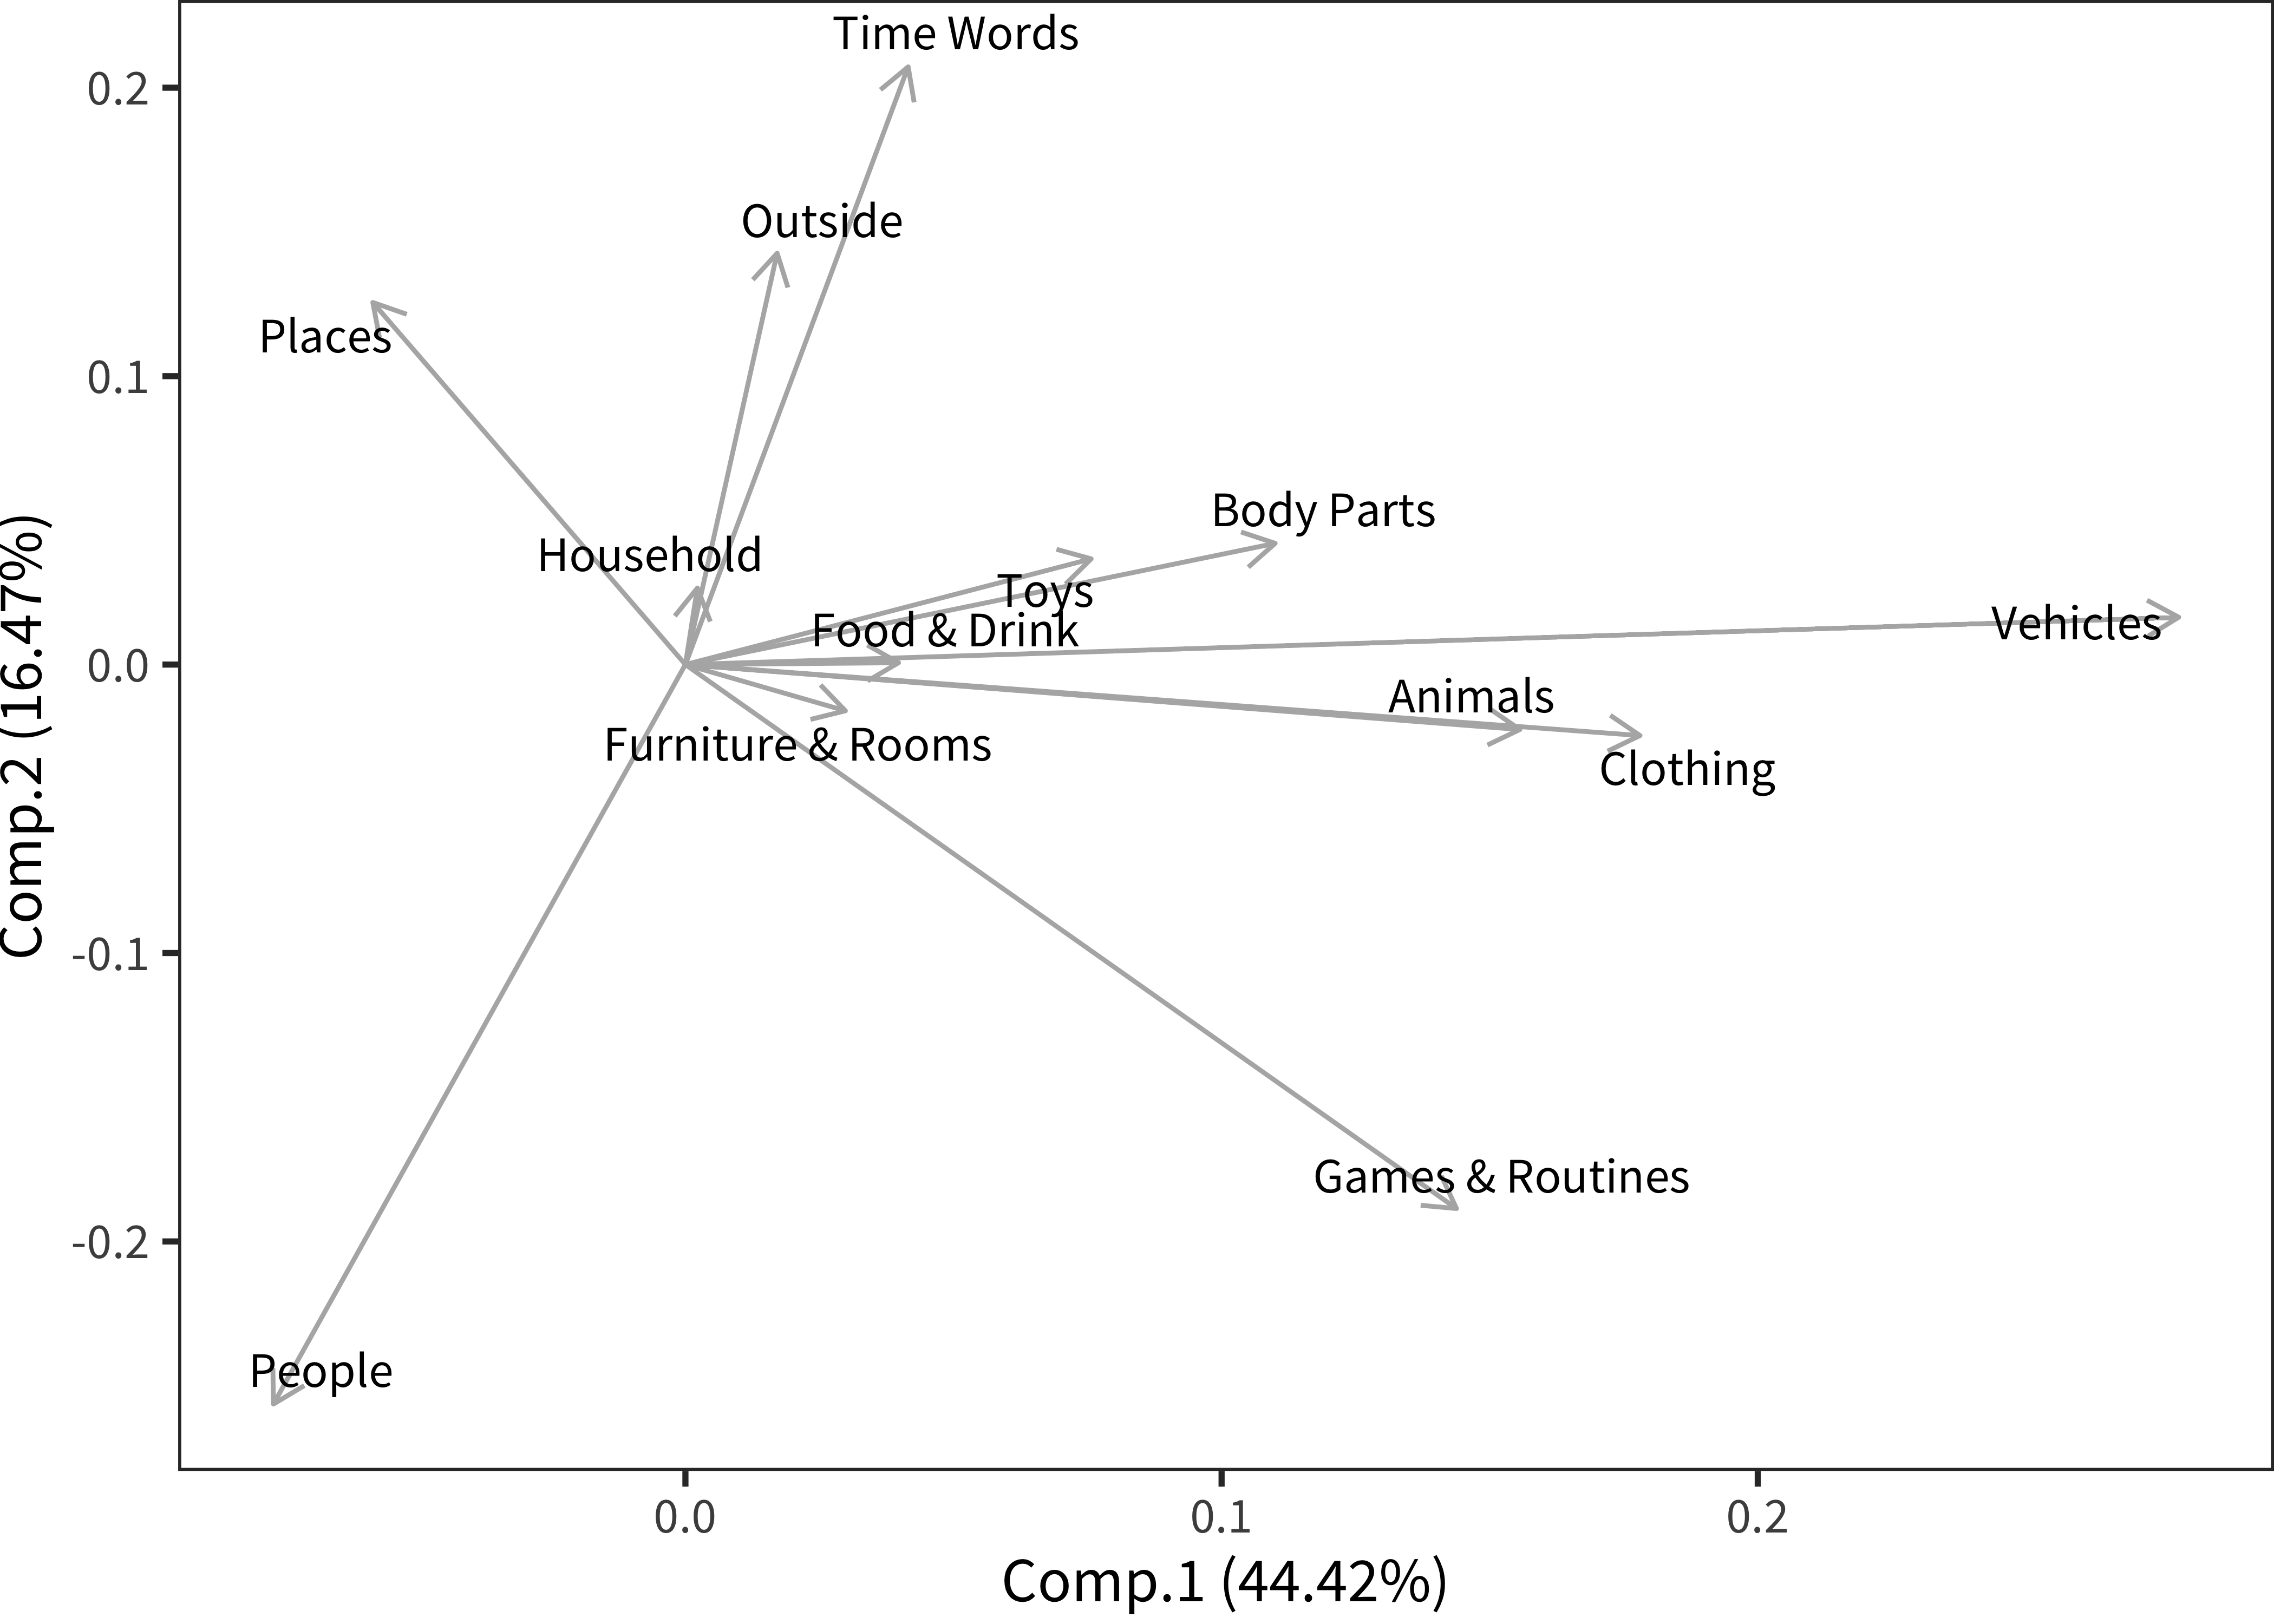 Time Words
0.2
Outside
Places
0.1
Body Parts
Household
Toys
Food & Drink
Vehicles
0.0
Animals
Furniture & Rooms
Clothing
Comp.2 (16.47%)
-0.1
Games & Routines
-0.2
People
0.0
0.1
0.2
Comp.1 (44.42%)